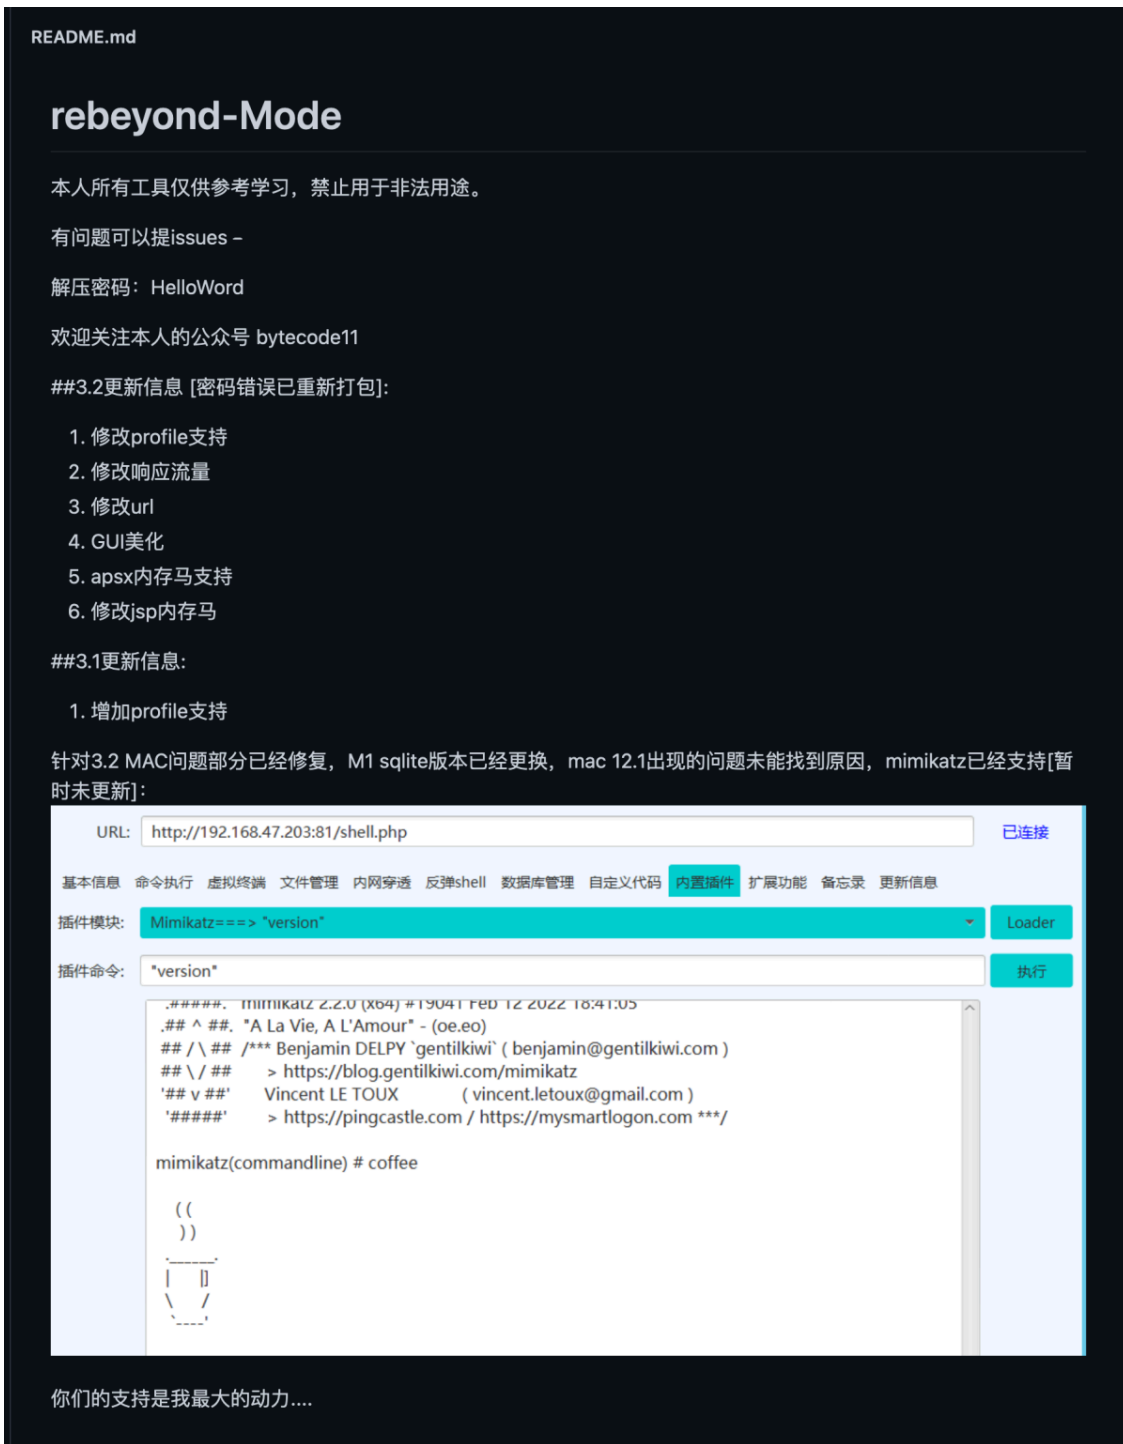 README.md
rebeyond-Mode
本人所有工具仅供参考学习，禁止用于非法用途。
有问题可以提issues –
解压密码：HelloWord
欢迎关注本人的公众号 bytecode11
##3.2更新信息 [密码错误已重新打包]:
1. 修改profile支持
2. 修改响应流量
3. 修改url
4. GUI美化
5. apsx内存马支持
6. 修改jsp内存马
##3.1更新信息:
1. 增加profile支持
针对3.2 MAC问题部分已经修复，M1 sqlite版本已经更换，mac 12.1出现的问题未能找到原因，mimikatz已经支持[暂
时未更新]：
URL: http://192.168.47.203:81/shell.php 已连接
基本信息 命令执行 虚拟终端 文件管理 内网穿透 反弹shell 数据库管理 自定义代码 内置插件 扩展功能 备忘录 更新信息
插件模块: Mimikatz===> "version" Loader
插件命令: "version" 执行
.#####. mimikatz 2.2.0 (x64) #19041 Feb 12 2022 18:41:05
.## ^ ##. "A La Vie, A L'Amour" - (oe.eo)
## / \ ## /*** Benjamin DELPY `gentilkiwi` ( benjamin@gentilkiwi.com )
## \ / ## > https://blog.gentilkiwi.com/mimikatz
'## v ##' Vincent LE TOUX ( vincent.letoux@gmail.com )
'#####' > https://pingcastle.com / https://mysmartlogon.com ***/
mimikatz(commandline) # coffee
( (
) )
.______.
| |]
\ /
`----'
你们的支持是我最大的动力....